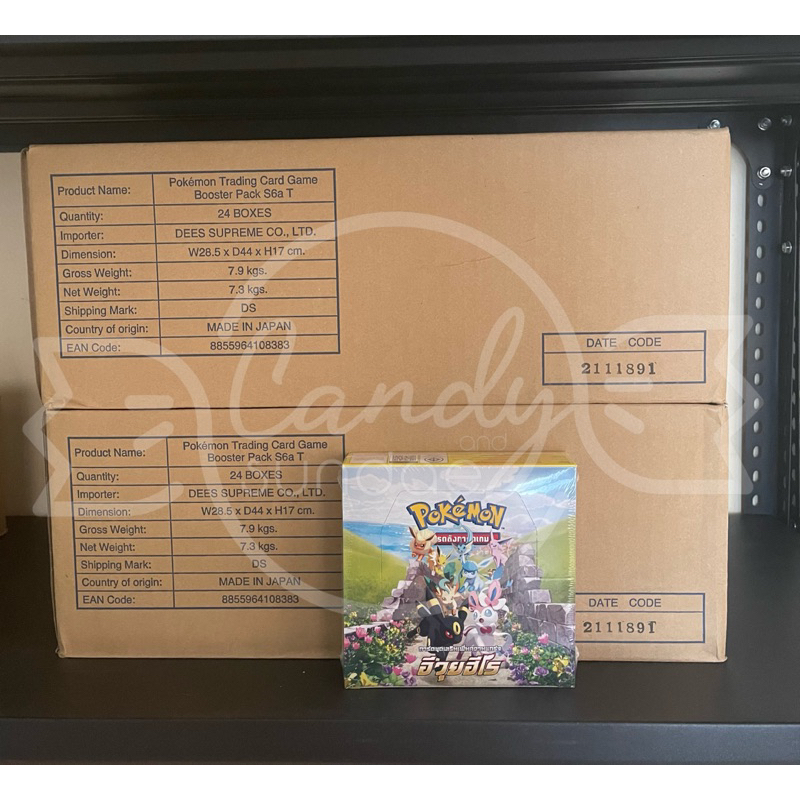 Product Name: Pokémon Trading Card Game
Booster Pack S6a T
Quantity: 24 BOXES
Importer: DEES SUPREME CO., LTD.
Dimension: W28.5 x D44 x H17 cm.
Gross Weight: 7.9 kgs.
Net Weight: 7.3 kgs.
Shipping Mark: DS
Country of origin: MADE IN JAPAN
EAN Code: 8855964108383
DATE CODE
2111891
Candy
and
Product Name: Pokémon Trading Card Game
Booster Pack S6a T
Quantity: 24 BOXES
Importer: DEES SUPREME CO., LTD.
Dimension: W28.5 x D44 x H17 cm.
Gross Weight: 7.9 kgs.
Net Weight: 7.3 kgs.
Shipping Mark: DS
Country of origin: MADE IN JAPAN
EAN Code: 8855964108383
DATE CODE
2111891
POKéMON
อีวุยฮีโร